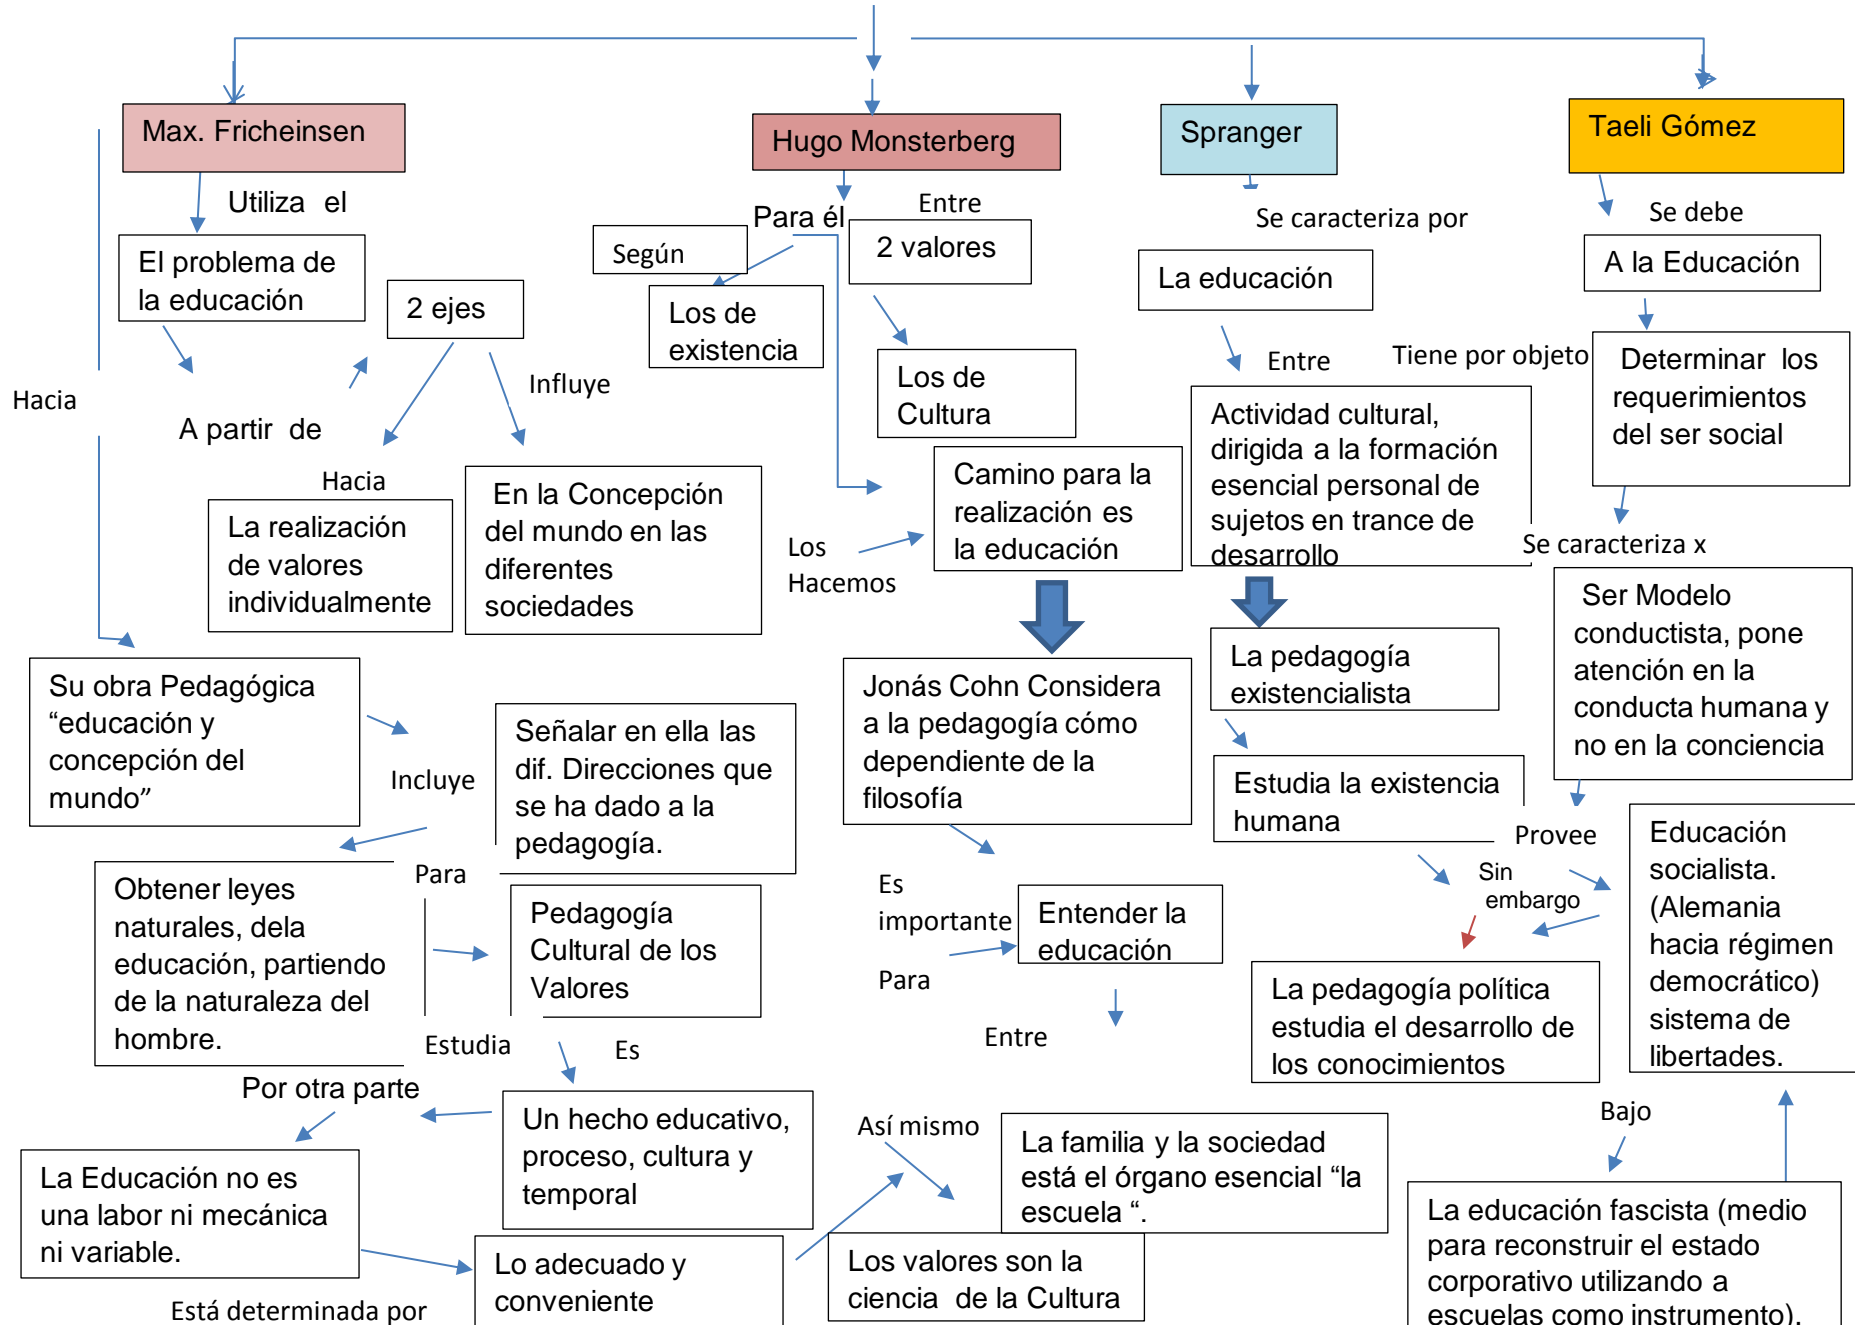 Max. Fricheinsen
Hugo Monsterberg
Spranger
Taeli Gómez
Utiliza  el
Para él
Entre
Se caracteriza por
Se debe
El problema de
la educación
2 ejes
Según
2 valores
La educación
A la Educación
Los de
existencia
Influye
Los de
Cultura
Entre
Tiene por objeto
Determinar  los
requerimientos
del ser social
Hacia
A partir  de
Hacia
La realización
de valores
individualmente
En la Concepción
del mundo en las
diferentes
sociedades
Los
Hacemos
Camino para la
realización es
la educación
Actividad cultural,
dirigida a la formación
esencial personal de
sujetos en trance de
desarrollo
Se caracteriza x
Ser Modelo
conductista, pone
atención en la
conducta humana y
no en la conciencia
Su obra Pedagógica
“educación y
concepción del
mundo”
Incluye
Señalar en ella las
dif. Direcciones que
se ha dado a la
pedagogía.
Jonás Cohn Considera
a la pedagogía cómo
dependiente de la
filosofía
La pedagogía
existencialista
Estudia la existencia
humana
Provee
Sin
embargo
Educación
socialista.
(Alemania
hacia régimen
democrático)
sistema de
libertades.
Obtener leyes
naturales, dela
educación, partiendo
de la naturaleza del
hombre.
Para
Pedagogía
Cultural de los
Valores
Es
importante
Para
Entender la
educación
La pedagogía política
estudia el desarrollo de
los conocimientos
Estudia
Es
Entre
Por otra parte
Un hecho educativo,
proceso, cultura y
temporal
Así mismo
La familia y la sociedad
está el órgano esencial “la
escuela “.
Bajo
La Educación no es
una labor ni mecánica
ni variable.
Lo adecuado y
conveniente
Los valores son la
ciencia  de la Cultura
La educación fascista (medio
para reconstruir el estado
corporativo utilizando a
escuelas como instrumento).
Está determinada por